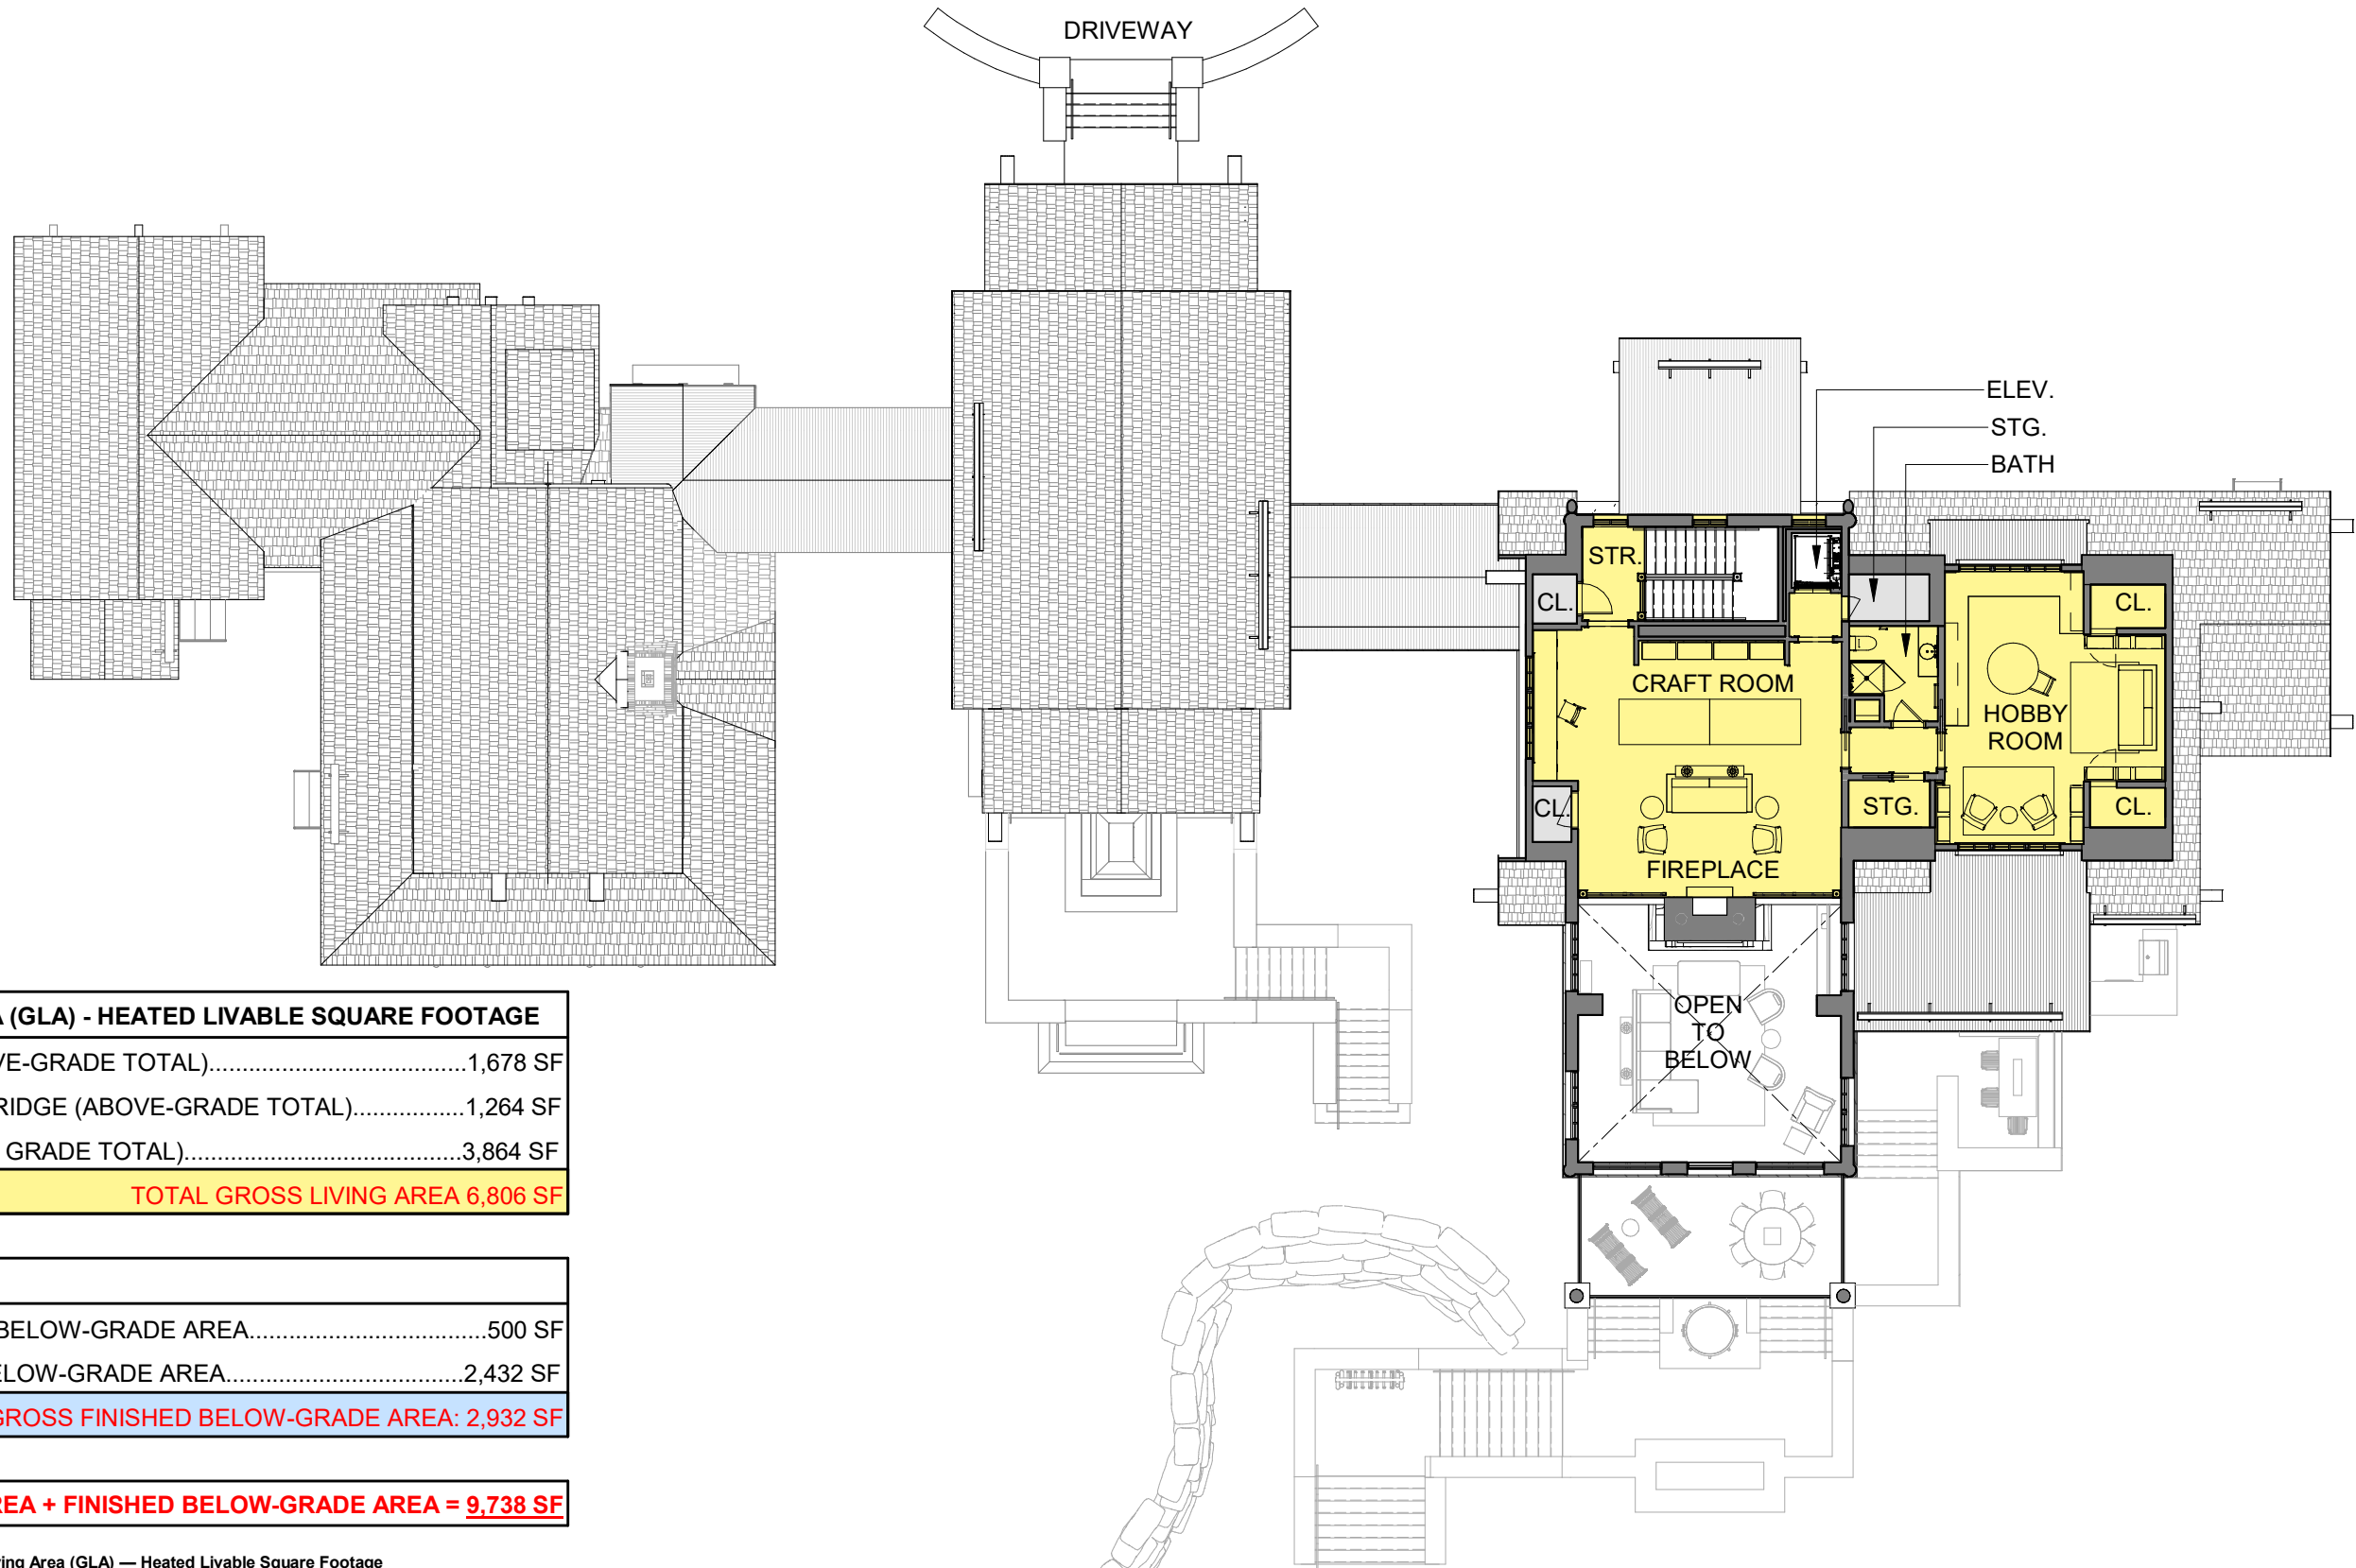 DRIVEWAY
ELEV.
STG.
BATH
STR.
CL.
CL.
CRAFT ROOM
HOBBY
ROOM
CL.
STG.
CL.
FIREPLACE
OPEN
TO
BELOW
(GLA) - HEATED LIVABLE SQUARE FOOTAGE
VE-GRADE TOTAL).......................................1,678 SF
RIDGE (ABOVE-GRADE TOTAL).................1,264 SF
GRADE TOTAL)..........................................3,864 SF
TOTAL GROSS LIVING AREA 6,806 SF
BELOW-GRADE AREA....................................500 SF
ELOW-GRADE AREA....................................2,432 SF
GROSS FINISHED BELOW-GRADE AREA: 2,932 SF
REA + FINISHED BELOW-GRADE AREA = 9,738 SF
ving Area (GLA) — Heated Livable Square Footage